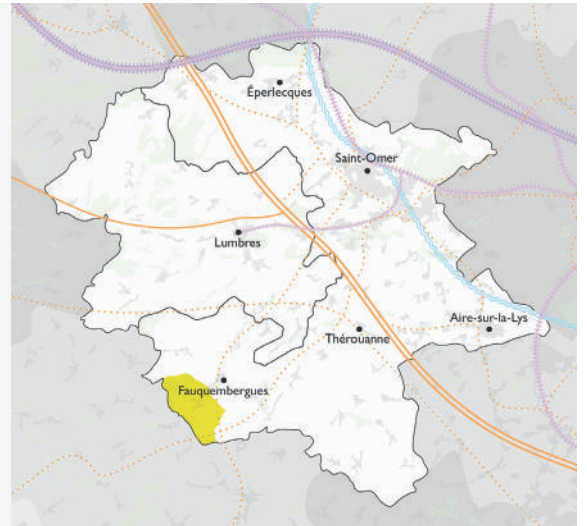 Éperlecques
Saint-Omer
Lumbres
Aire-sur-la-Lys
Thérouanne
Fauquembergues